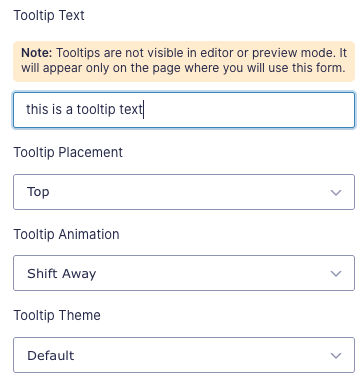 Tooltip Text
Note: Tooltips are not visible in editor or preview mode. It
will appear only on the page where you will use this form.
this is a tooltip text
Tooltip Placement
Top
Tooltip Animation
Shift Away
Tooltip Theme
Default